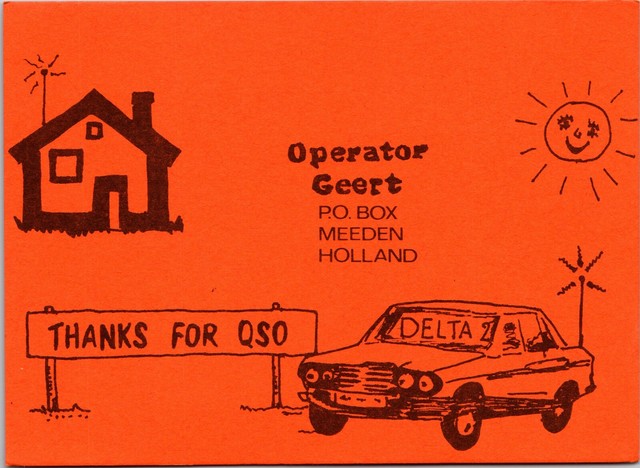 Operator
Geert
P.O. BOX
MEEDEN
HOLLAND
THANKS FOR QSO
DELTA 2